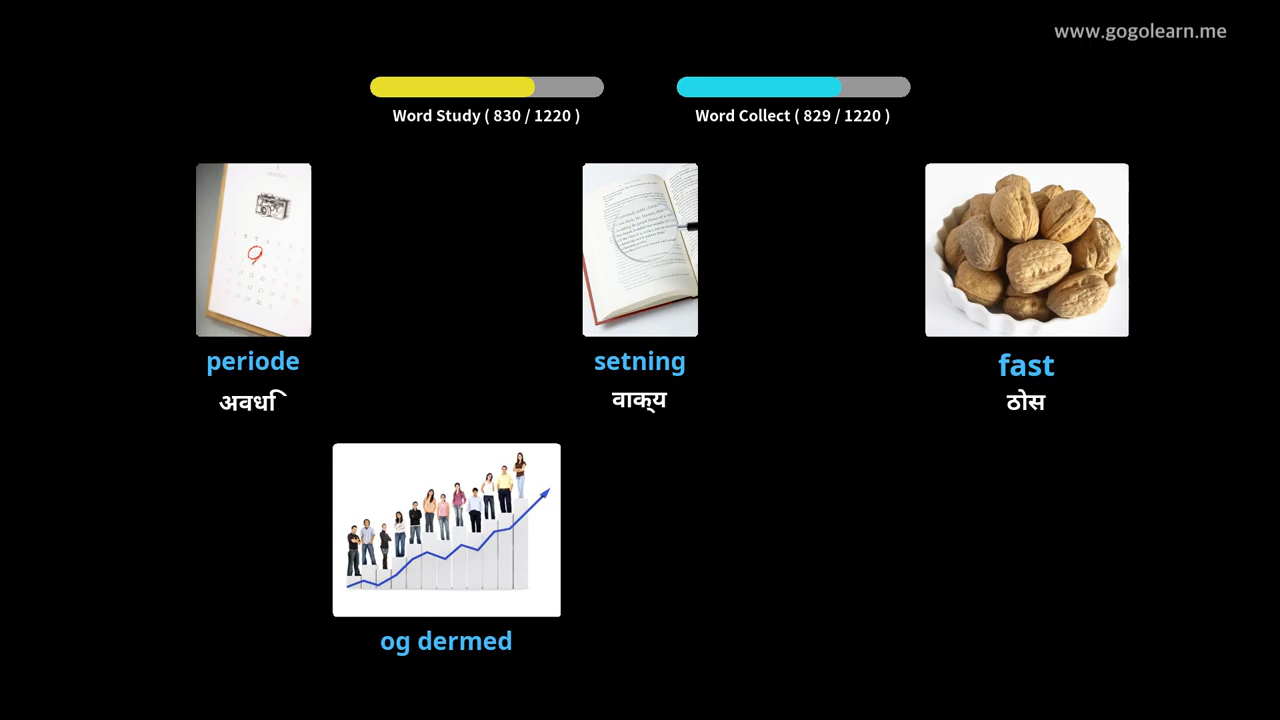 www.gogolearn.me
Word Study ( 830 / 1220 )
Word Collect ( 829 / 1220 )
periode
setning
fast
अवधि
वाक्य
ठोस
og dermed